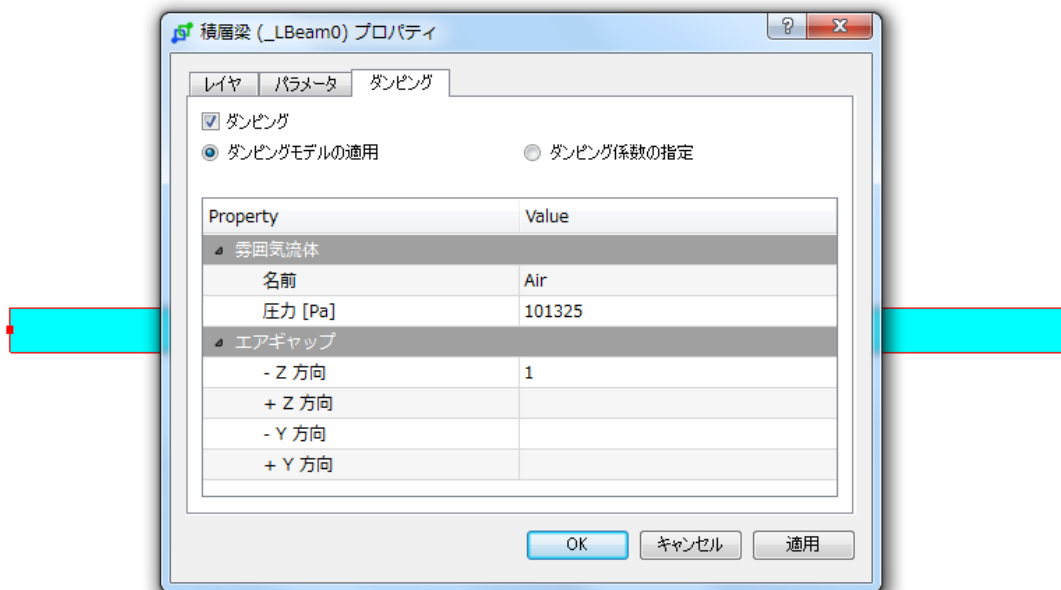 積層梁 (_LBeam0) プロパティ
レイヤ パラメータ ダンピング
ダンピング
ダンピングモデルの適用 ダンピング係数の指定
Property Value
雰囲気流体
名前 Air
圧力 [Pa] 101325
エアギャップ
- Z 方向 1
+ Z 方向
- Y 方向
+ Y 方向
OK キャンセル 適用